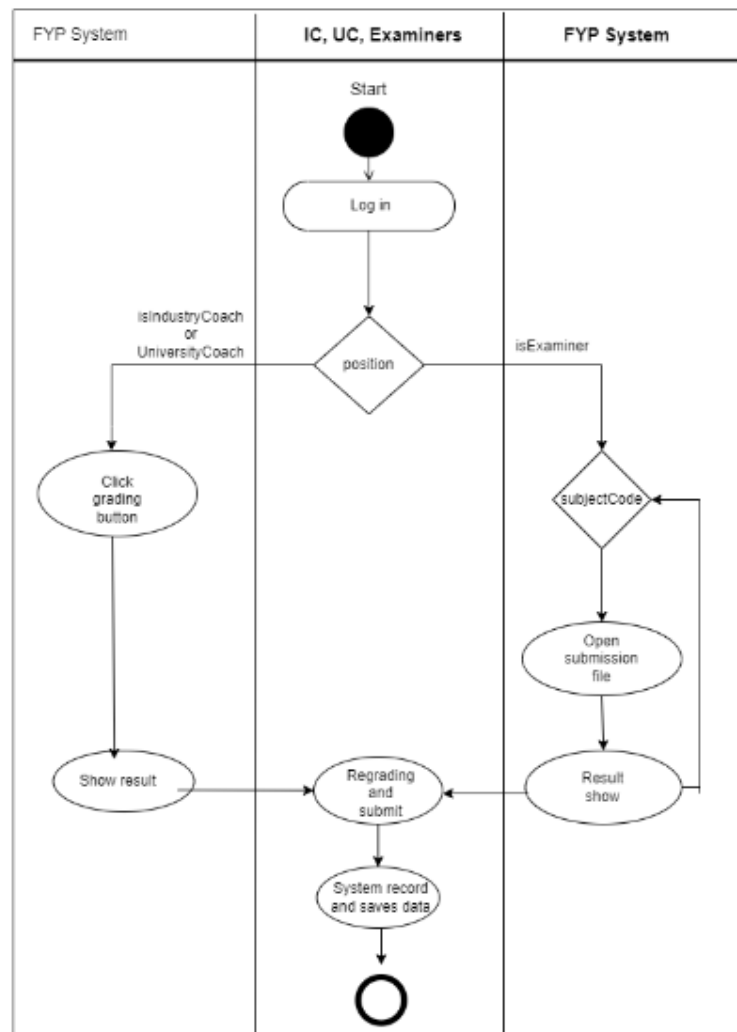 FYP System
IC, UC, Examiners
FYP System
Start
Log in
isIndustryCoach
or
UniversityCoach
position
isExaminer
Click
grading
button
subjectCode
Open
submission
file
Show result
Regrading
and
submit
Result
show
System record
and saves data